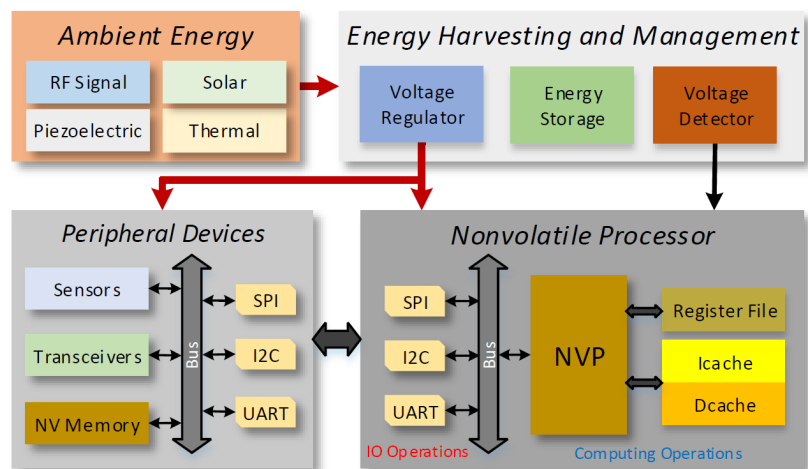 Ambient Energy
RF Signal
Solar
Piezoelectric
Thermal
Energy Harvesting and Management
Voltage
Regulator
Energy
Storage
Voltage
Detector
Peripheral Devices
Sensors
Transceivers
NV Memory
Bus
SPI
I2C
UART
Nonvolatile Processor
SPI
I2C
UART
Bus
NVP
Register File
Icache
Dcache
IO Operations
Computing Operations